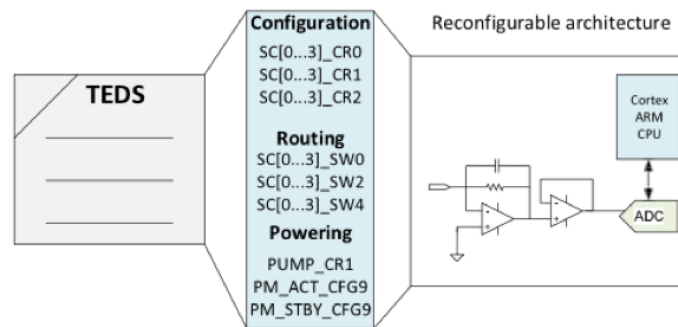 TEDS
Configuration
SC[0...3]_CR0
SC[0...3]_CR1
SC[0...3]_CR2
Routing
SC[0...3]_SW0
SC[0...3]_SW2
SC[0...3]_SW4
Powering
PUMP_CR1
PM_ACT_CFG9
PM_STBY_CFG9
Reconfigurable architecture
Cortex
ARM
CPU
ADC